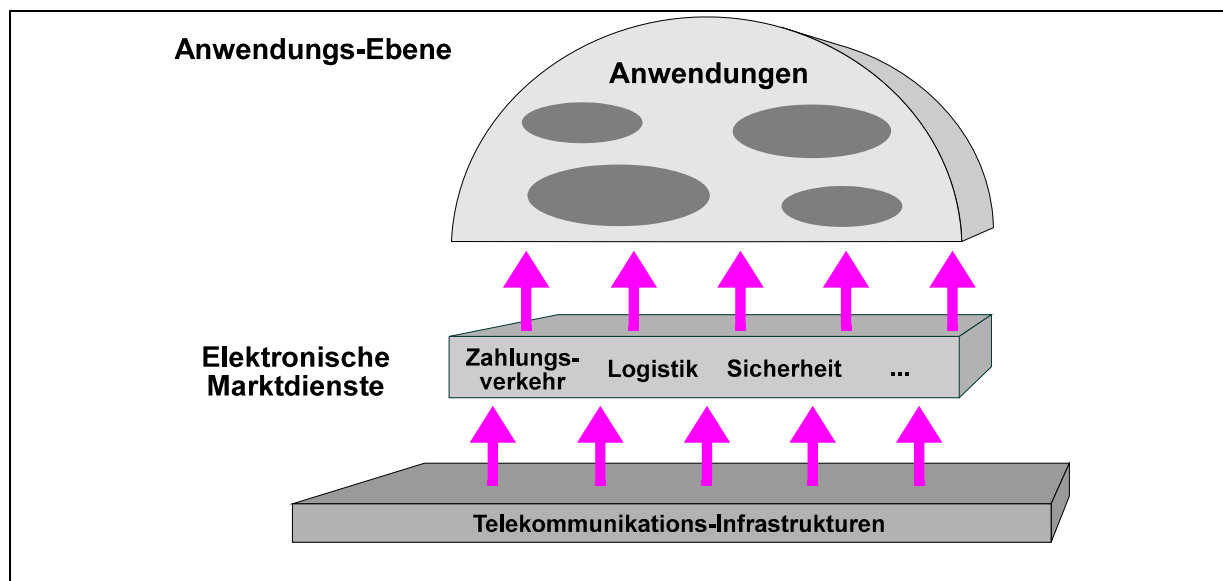 Anwendungs-Ebene
Anwendungen
Elektronische
Marktdienste
Zahlungs-
verkehr
Logistik
Sicherheit
...
Telekommunikations-Infrastrukturen